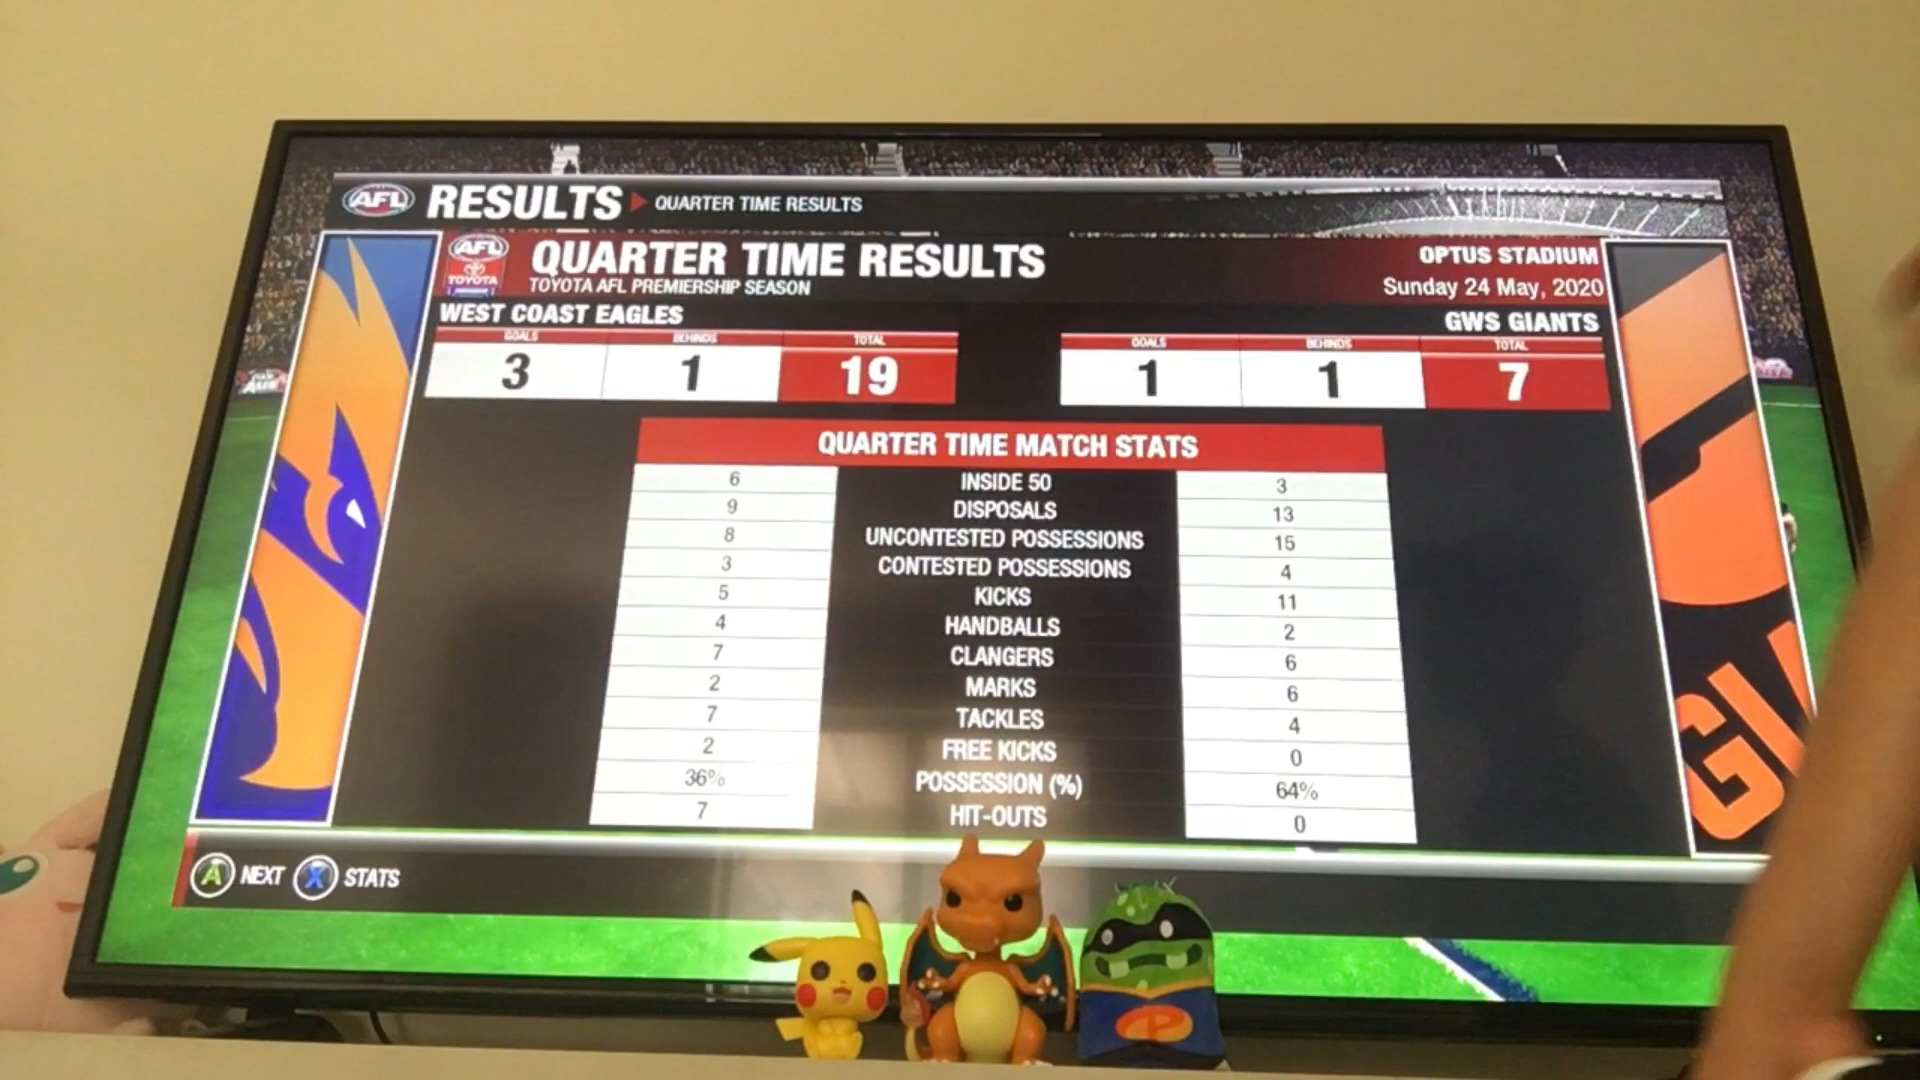 AFL RESULTS QUARTER TIME RESULTS
AFL QUARTER TIME RESULTS OPTUS STADIUM
TOYOTA TOYOTA AFL PREMIERSHIP SEASON Sunday 24 May, 2020
WEST COAST EAGLES GWS GIANTS
GOALS BEHINDS TOTAL GOALS BEHINDS TOTAL
3 1 19 1 1 7
QUARTER TIME MATCH STATS
6 INSIDE 50 3
9 DISPOSALS 13
8 UNCONTESTED POSSESSIONS 15
3 CONTESTED POSSESSIONS 4
5 KICKS 11
4 HANDBALLS 2
7 CLANGERS 6
2 MARKS 6
7 TACKLES 4
2 FREE KICKS 0
36% POSSESSION (%) 64%
7 HIT-OUTS 0
GIA
A NEXT X STATS
P